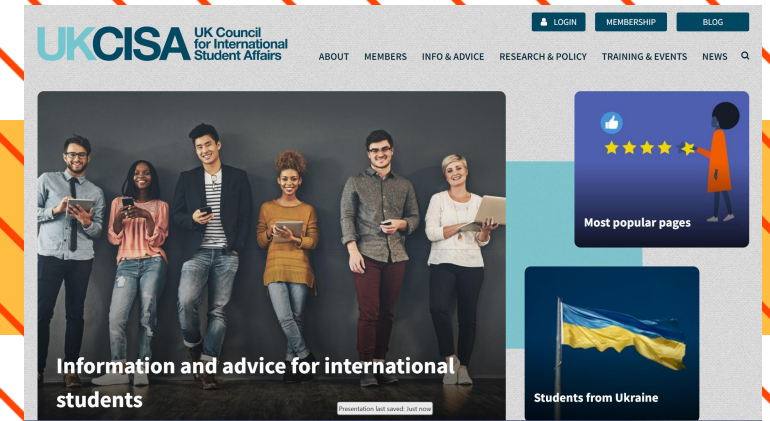 LOGIN
MEMBERSHIP
BLOG
UKCISA
UK Council
for International
Student Affairs
ABOUT
MEMBERS
INFO & ADVICE
RESEARCH & POLICY
TRAINING & EVENTS
NEWS
Most popular pages
Information and advice for international
students
Students from Ukraine
Presentation last saved: Just now